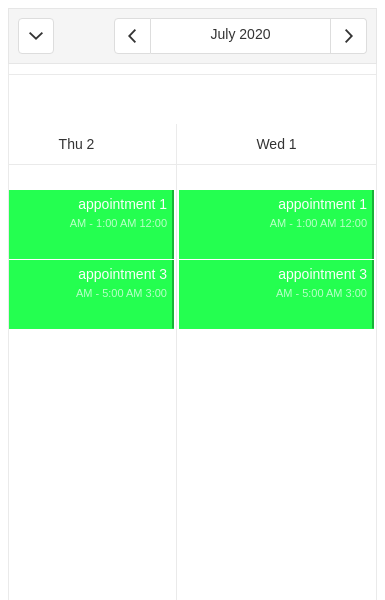 July 2020
Thu 2
Wed 1
appointment 1
AM - 1:00 AM 12:00
appointment 1
AM - 1:00 AM 12:00
appointment 3
AM - 5:00 AM 3:00
appointment 3
AM - 5:00 AM 3:00